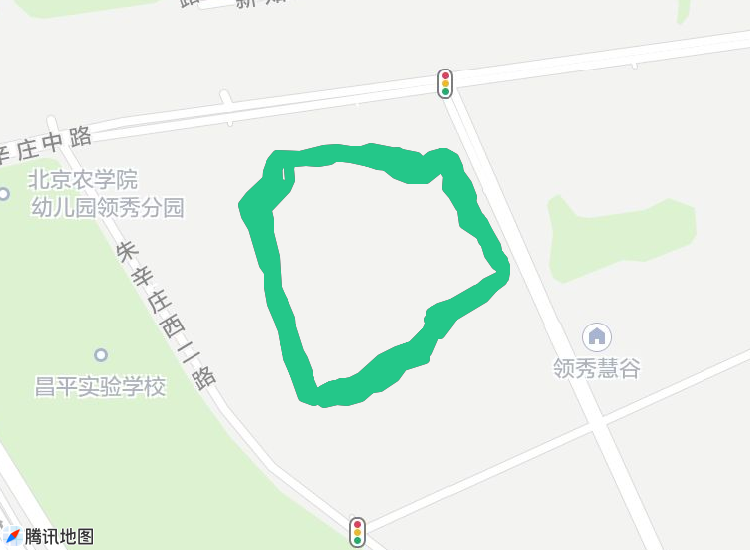 辛庄中路
北京农学院
幼儿园领秀分园
朱辛庄西二路
领秀慧谷
昌平实验学校
腾讯地图